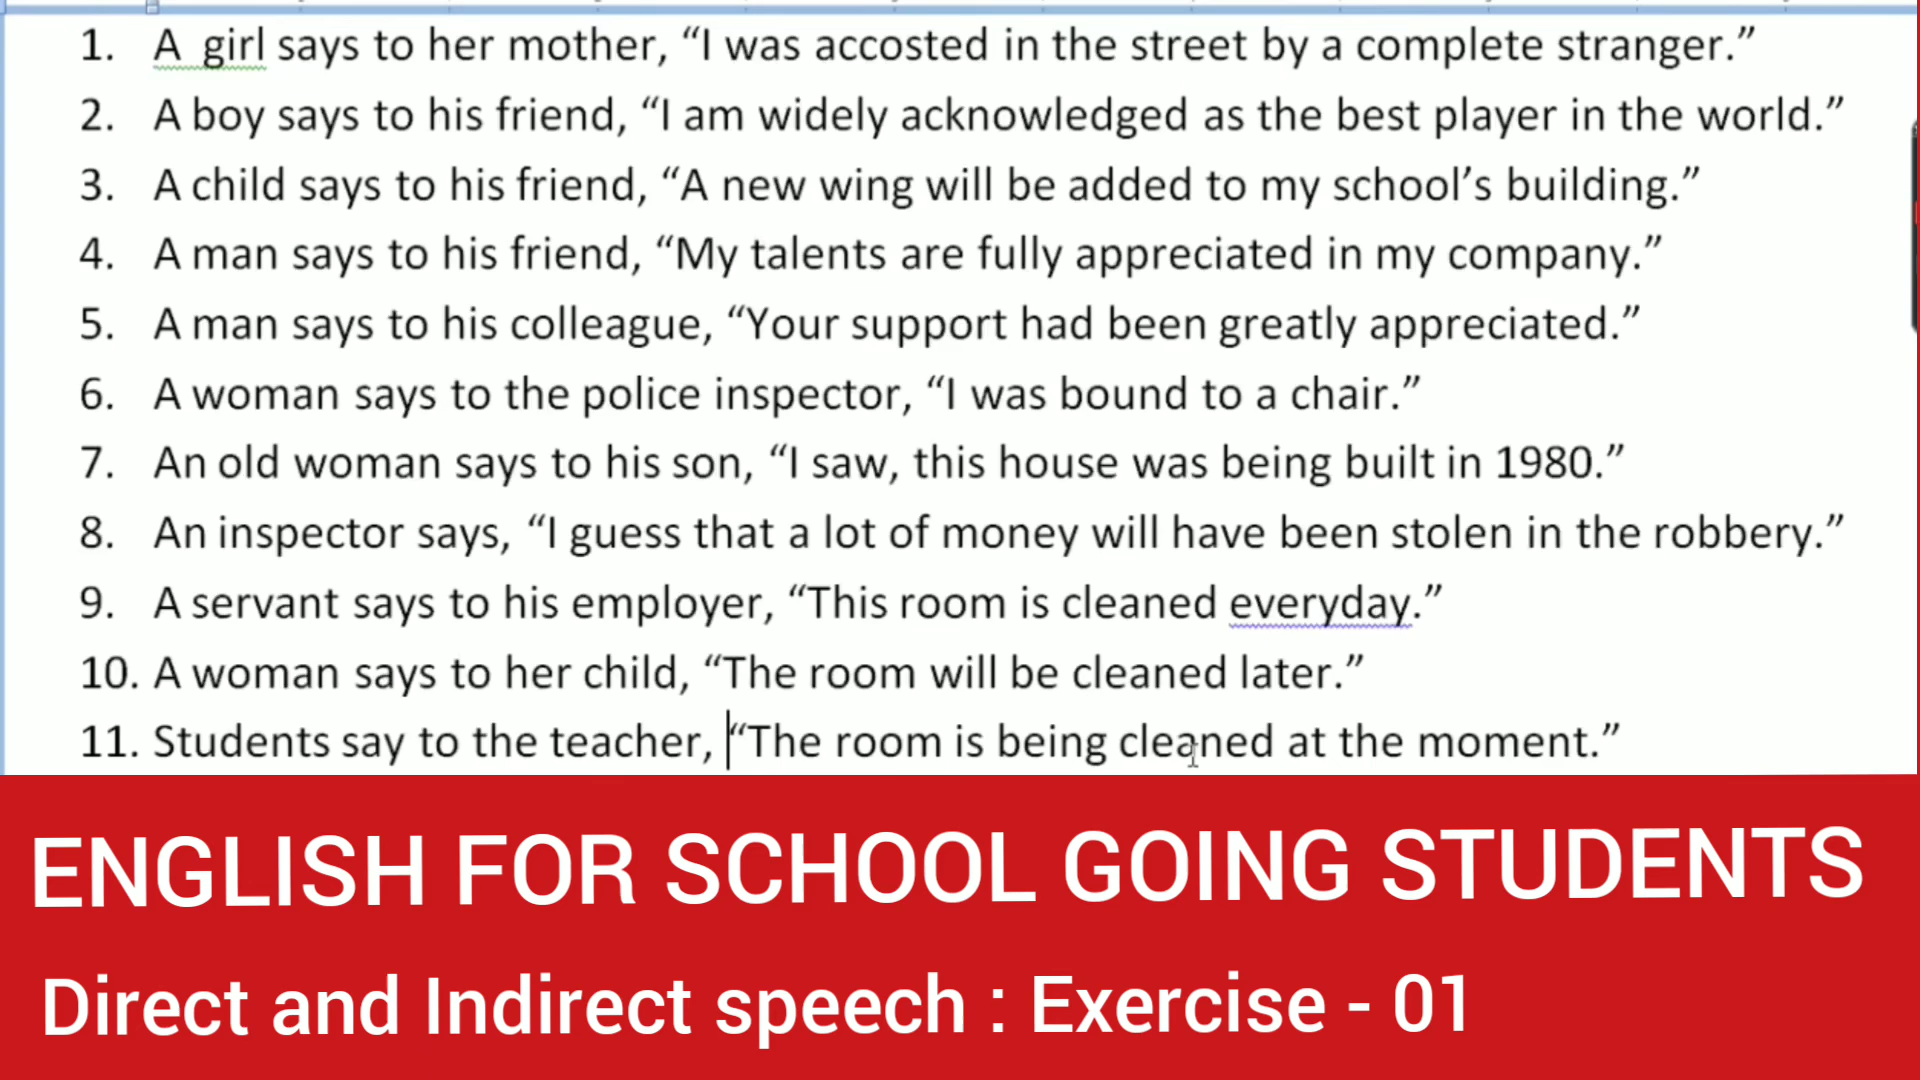 1. A girl says to her mother, “I was accosted in the street by a complete stranger.”
2. A boy says to his friend, “I am widely acknowledged as the best player in the world.”
3. A child says to his friend, “A new wing will be added to my school’s building.”
4. A man says to his friend, “My talents are fully appreciated in my company.”
5. A man says to his colleague, “Your support had been greatly appreciated.”
6. A woman says to the police inspector, “I was bound to a chair.”
7. An old woman says to his son, “I saw, this house was being built in 1980.”
8. An inspector says, “I guess that a lot of money will have been stolen in the robbery.”
9. A servant says to his employer, “This room is cleaned everyday.”
10. A woman says to her child, “The room will be cleaned later.”
11. Students say to the teacher, “The room is being cleaned at the moment.”
ENGLISH FOR SCHOOL GOING STUDENTS
Direct and Indirect speech : Exercise - 01